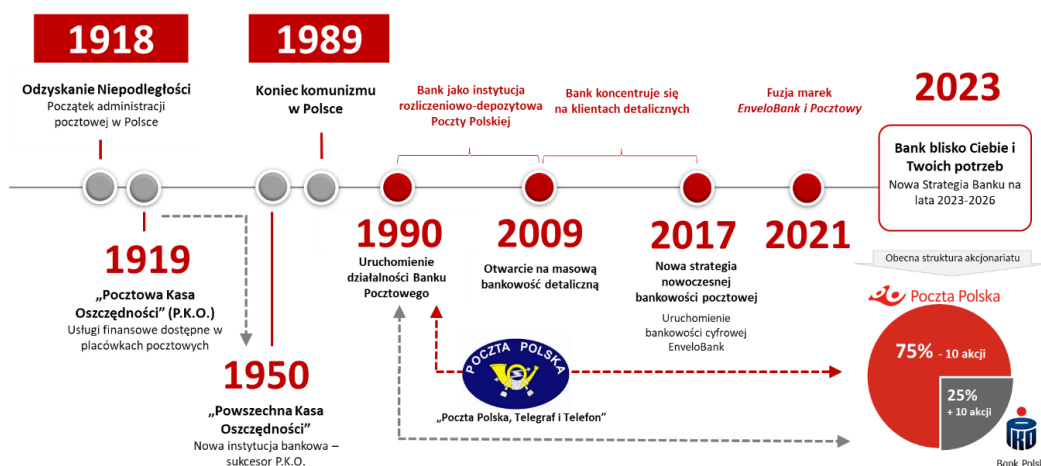 1918
Odzyskanie Niepodległości
Początek administracji
pocztowej w Polsce
1919
„Pocztowa Kasa
Oszczędności” (P.K.O.)
Usługi finansowe dostępne w
placówkach pocztowych
1950
„Powszechna Kasa
Oszczędności”
Nowa instytucja bankowa –
sukcesor P.K.O.
1989
Koniec komunizmu
w Polsce
Bank jako instytucja
rozliczeniowo-depozytowa
Poczty Polskiej
1990
Uruchomienie
działalności Banku
Pocztowego
Bank koncentruje się
na klientach detalicznych
2009
Otwarcie na masową
bankowość detaliczną
2017
Nowa strategia
nowoczesnej
bankowości pocztowej
Uruchomienie
bankowości cyfrowej
EnveloBank
Fuzja marek
EnveloBank i Pocztowy
2021
2023
Bank blisko Ciebie i
Twoich potrzeb
Nowa Strategia Banku na
lata 2023-2026
Obecna struktura akcjonariatu
Poczta Polska
75% - 10 akcji
25%
+ 10 akcji
PKO
Bank Polski
POCZTA POLSKA
„Poczta Polska, Telegraf i Telefon”